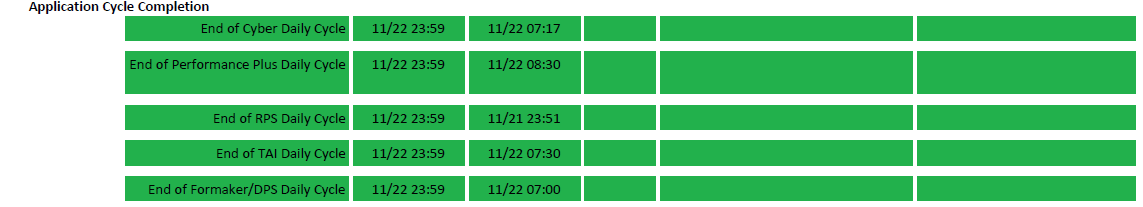 Application Cycle Completion
End of Cyber Daily Cycle 11/22 23:59 11/22 07:17
End of Performance Plus Daily Cycle 11/22 23:59 11/22 08:30
End of RPS Daily Cycle 11/22 23:59 11/21 23:51
End of TAI Daily Cycle 11/22 23:59 11/22 07:30
End of Formaker/DPS Daily Cycle 11/22 23:59 11/22 07:00